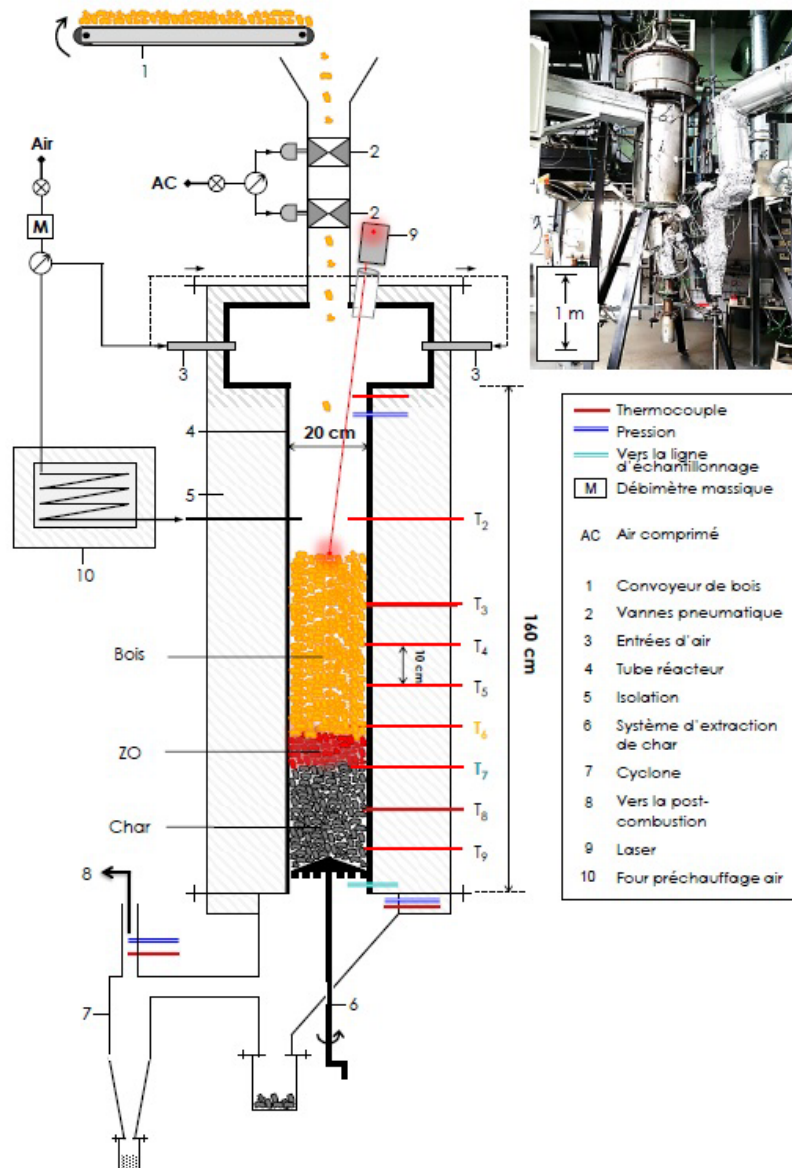 1
Air
2
AC
M
2
9
1 m
3
3
4
20 cm
5
Thermocouple
Pression
Vers la ligne
d'échantillonnage
M Débimètre massique
AC Air comprimé
1 Convoyeur de bois
2 Vannes pneumatique
3 Entrées d'air
4 Tube réacteur
5 Isolation
6 Système d'extraction
de char
7 Cyclone
8 Vers la post-
combustion
9 Laser
10 Four préchauffage air
T2
10
T3
Bois
T4
10 cm
T5
160 cm
T6
ZO
T7
T8
Char
T9
8
7
6